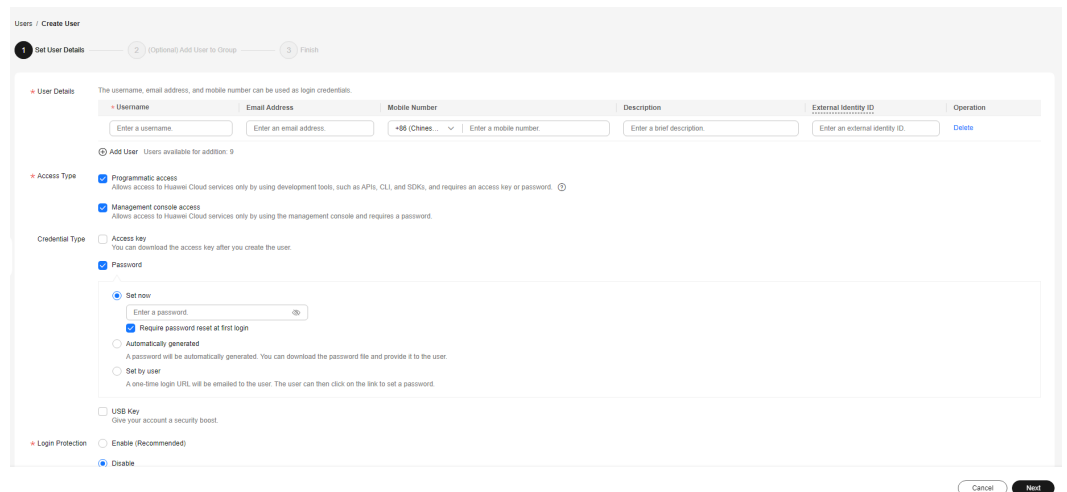 Users / Create User
1 Set User Details 2 (Optional) Add User to Group 3 Finish
* User Details The username, email address, and mobile number can be used as login credentials.
* Username Email Address Mobile Number Description External Identity ID Operation
Enter a username. Enter an email address. +86 (Chines... Enter a mobile number. Enter a brief description. Enter an external identity ID. Delete
Add User Users available for addition: 9
* Access Type Programmatic access
Allows access to Huawei Cloud services only by using development tools, such as APIs, CLI, and SDKs, and requires an access key or password. ?
Management console access
Allows access to Huawei Cloud services only by using the management console and requires a password.
Credential Type Access key
You can download the access key after you create the user.
Password
Set now
Enter a password.
Require password reset at first login
Automatically generated
A password will be automatically generated. You can download the password file and provide it to the user.
Set by user
A one-time login URL will be emailed to the user. The user can then click on the link to set a password.
USB Key
Give your account a security boost.
* Login Protection Enable (Recommended)
Disable
Cancel Next